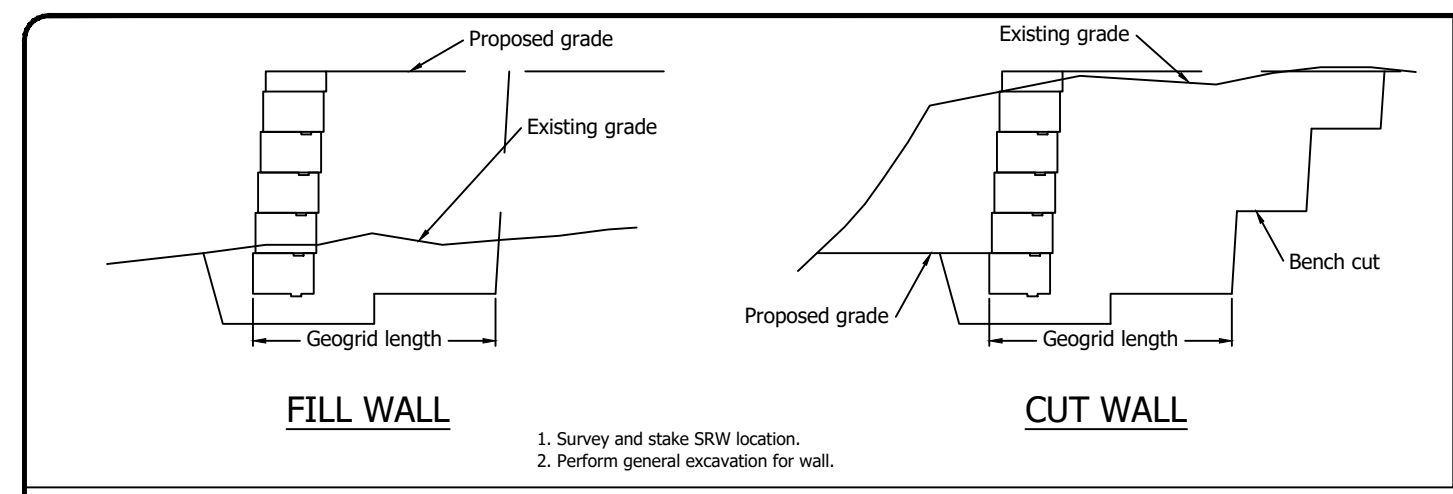 Proposed grade
Existing grade
Geogrid length
FILL WALL
Existing grade
Bench cut
Proposed grade
Geogrid length
CUT WALL
1. Survey and stake SRW location.
2. Perform general excavation for wall.